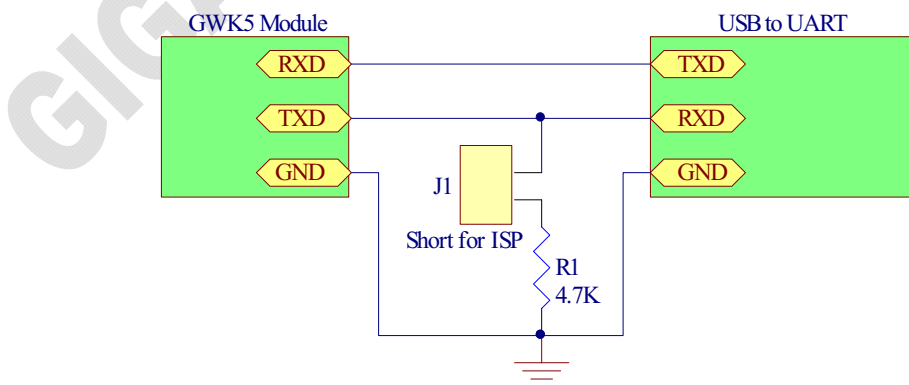 GWK5 Module
USB to UART
RXD
TXD
TXD
RXD
GND
GND
J1
Short for ISP
R1
4.7K